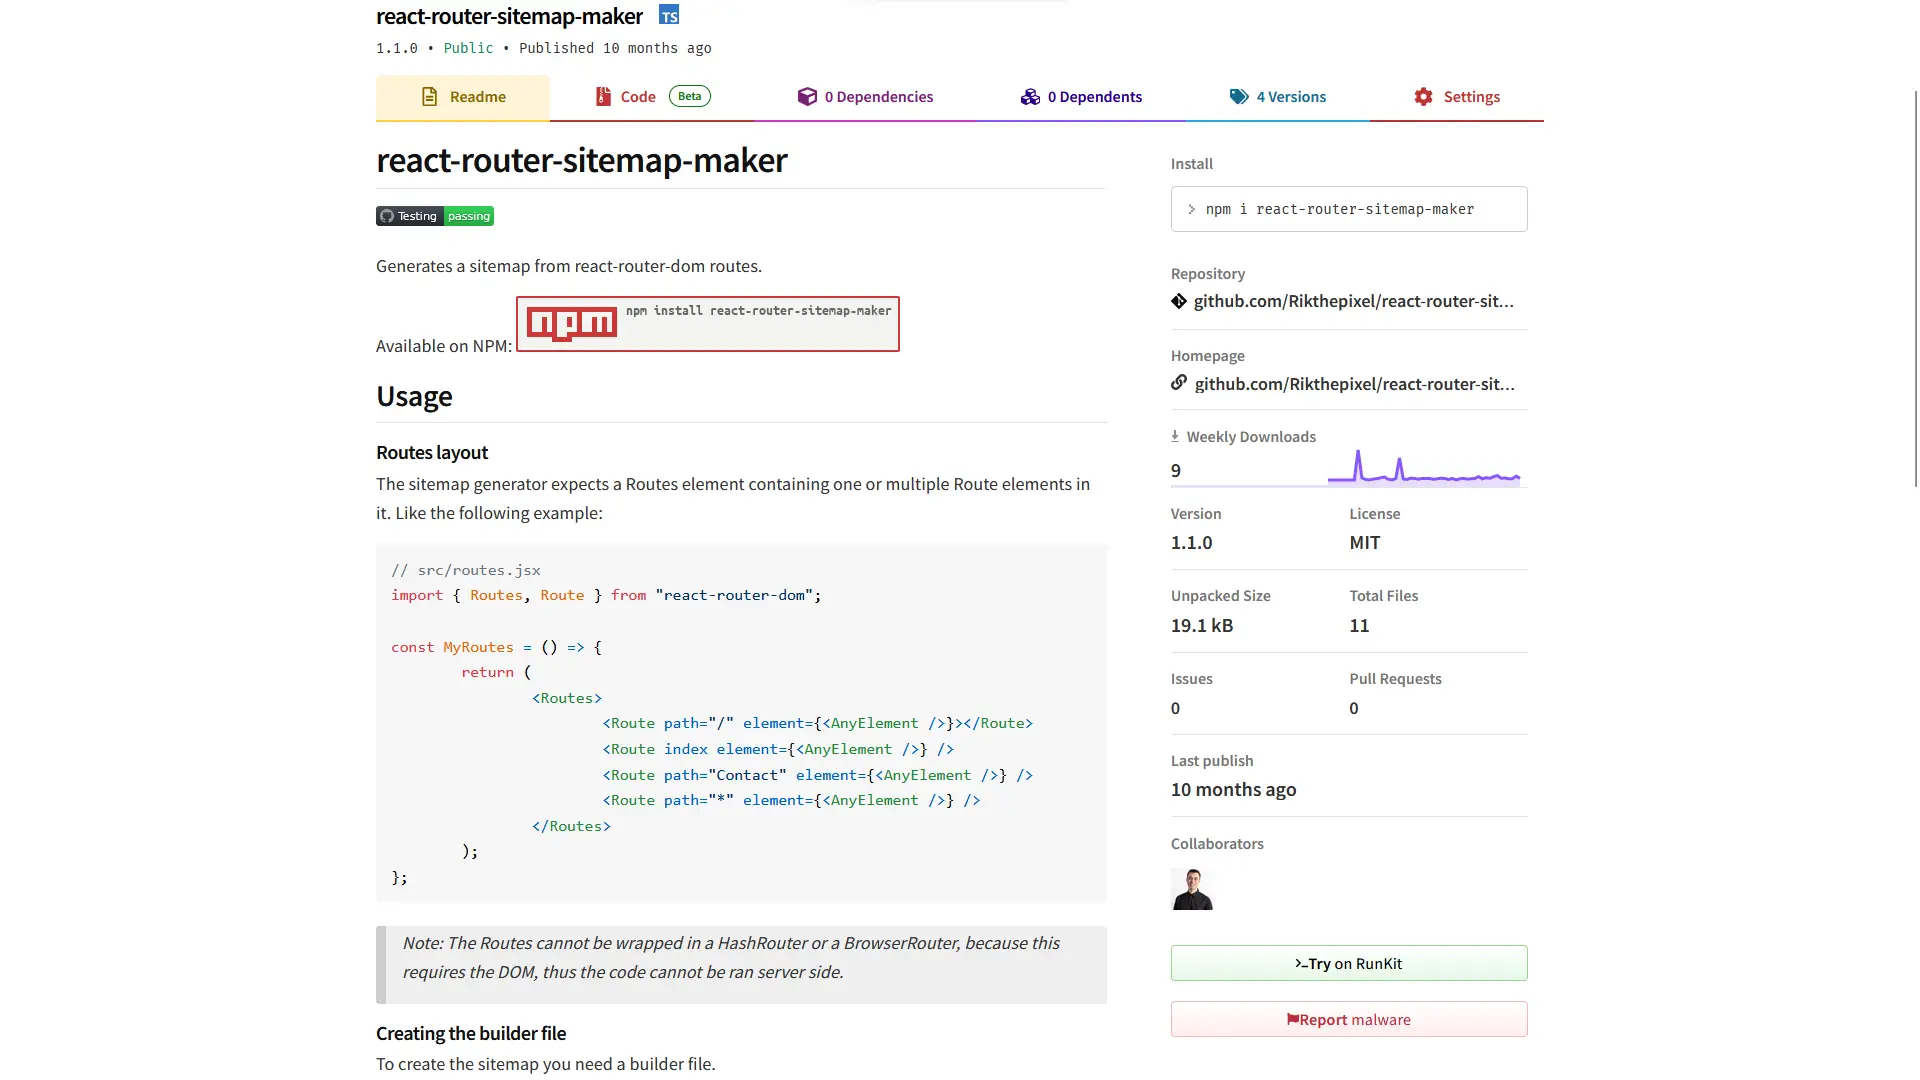 react-router-sitemap-maker TS
1.1.0 • Public • Published 10 months ago
Readme
Code Beta
0 Dependencies
0 Dependents
4 Versions
Settings
react-router-sitemap-maker
Testing passing
Generates a sitemap from react-router-dom routes.
Available on NPM: npm npm install react-router-sitemap-maker
Usage
Routes layout
The sitemap generator expects a Routes element containing one or multiple Route elements in
it. Like the following example:
// src/routes.jsx
import { Routes, Route } from "react-router-dom";
const MyRoutes = () => {
return (
<Routes>
<Route path="/" element={<AnyElement />}></Route>
<Route index element={<AnyElement />} />
<Route path="Contact" element={<AnyElement />} />
<Route path="*" element={<AnyElement />} />
</Routes>
);
};
Note: The Routes cannot be wrapped in a HashRouter or a BrowserRouter, because this
requires the DOM, thus the code cannot be ran server side.
Creating the builder file
To create the sitemap you need a builder file.
Install
> npm i react-router-sitemap-maker
Repository
github.com/Rikthepixel/react-router-sit...
Homepage
github.com/Rikthepixel/react-router-sit...
Weekly Downloads
9
Version
1.1.0
License
MIT
Unpacked Size
19.1 kB
Total Files
11
Issues
0
Pull Requests
0
Last publish
10 months ago
Collaborators
Try on RunKit
Report malware